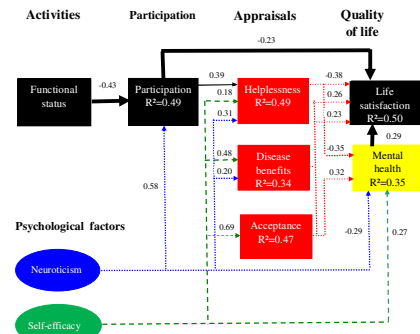 Activities Participation Appraisals Quality of life
-0.23
Functional status
-0.43
Participation
R²=0.49
0.39
0.18
0.31
Helplessness
R²=0.49
-0.38
0.26
0.23
Life satisfaction
R²=0.50
0.29
0.48
0.20
Disease benefits
R²=0.34
-0.35
0.32
Mental health
R²=0.35
0.58
0.69
Acceptance
R²=0.47
-0.29
0.27
Psychological factors
Neuroticism
Self-efficacy